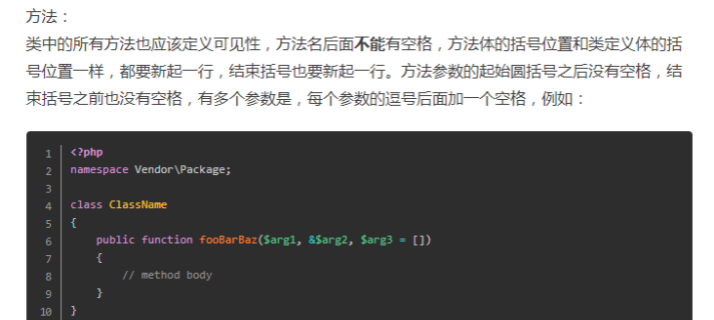 方法：
类中的所有方法也应该定义可见性，方法名后面不能有空格，方法体的括号位置和类定义体的括
号位置一样，都要新起一行，结束括号也要新起一行。方法参数的起始圆括号之后没有空格，结
束括号之前也没有空格，有多个参数是，每个参数的逗号后面加一个空格，例如：
1 <?php
2 namespace Vendor\Package;
3
4 class ClassName
5 {
6     public function fooBarBaz($arg1, &$arg2, $arg3 = [])
7     {
8         // method body
9     }
10 }